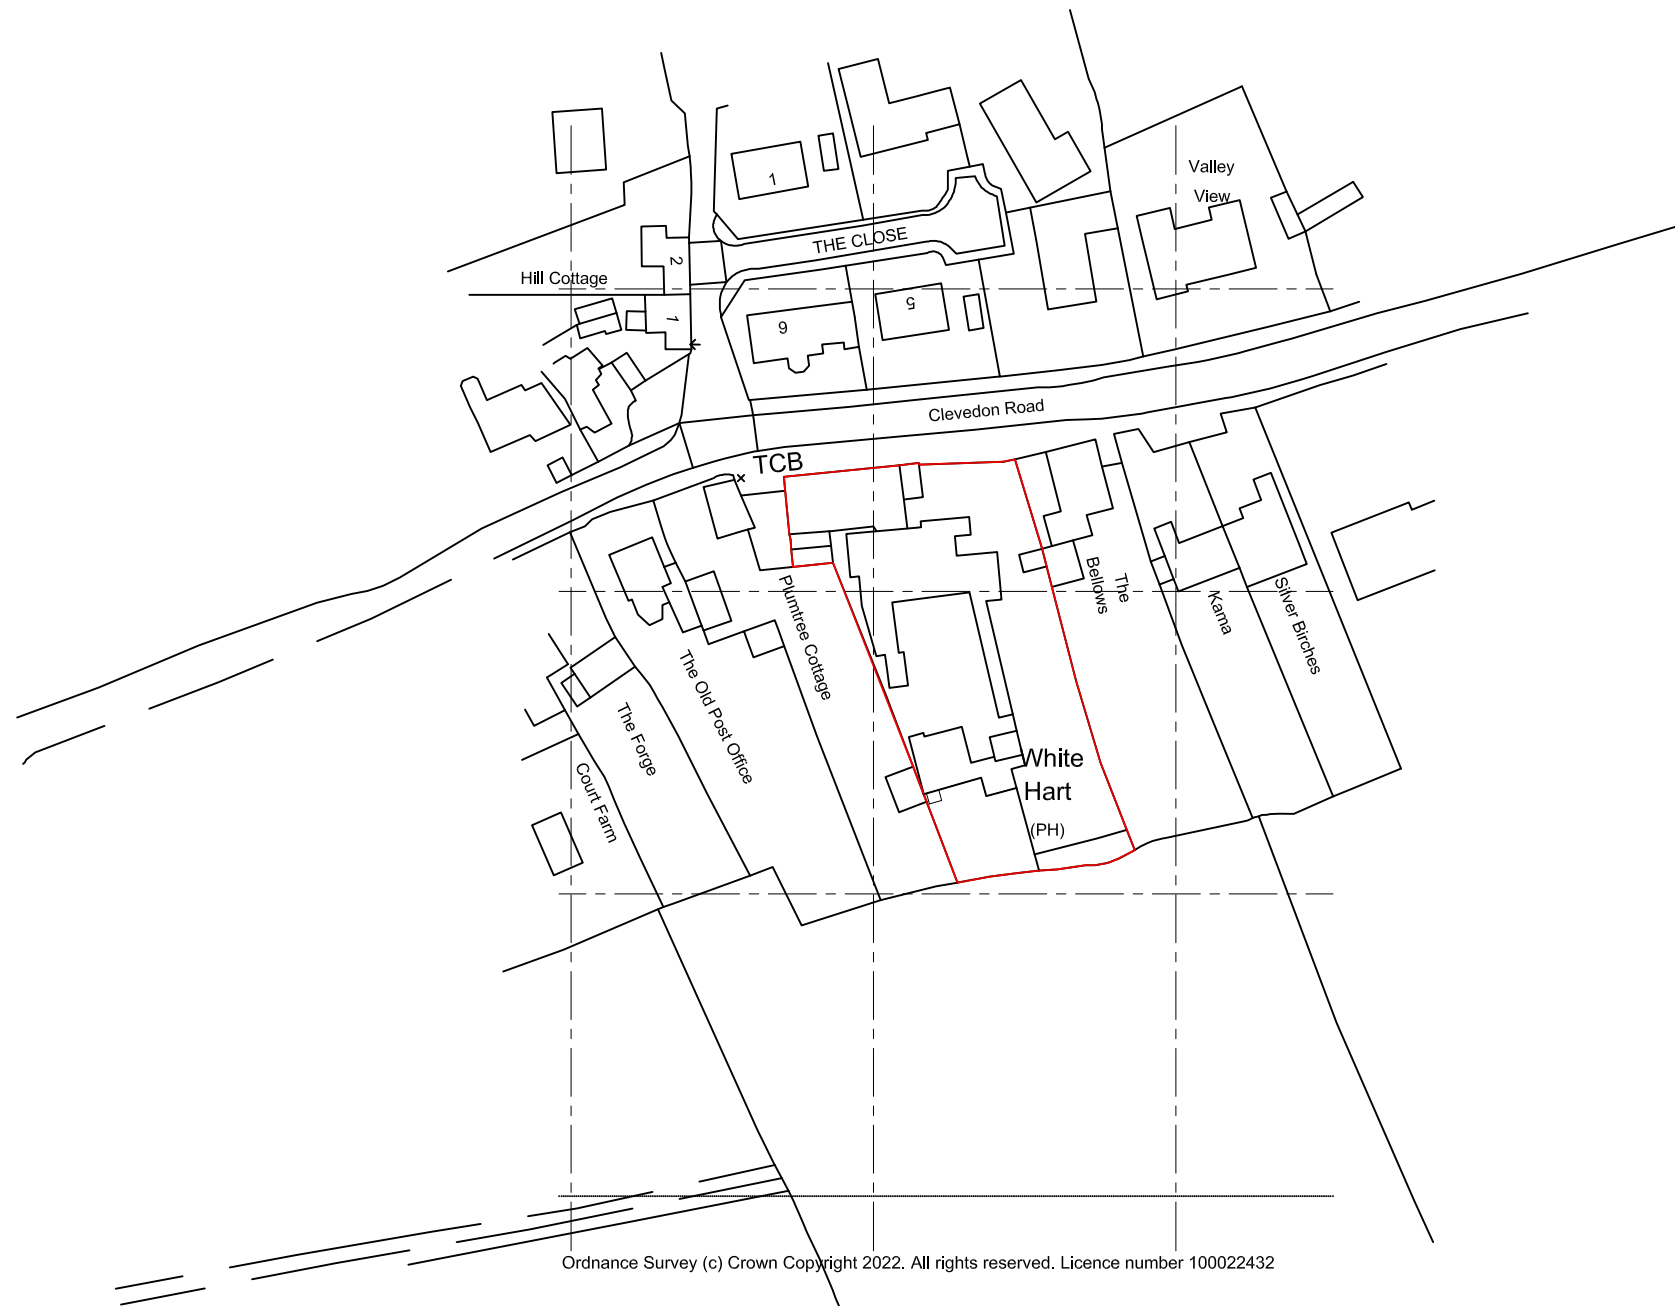 Valley
View
1
THE CLOSE
2
Hill Cottage
5
1
6
Clevedon Road
TCB
The
Bellows
Plumtree Cottage
Kama
Silver Birches
The Old Post Office
The Forge
Court Farm
White
Hart
(PH)
Ordnance Survey (c) Crown Copyright 2022. All rights reserved. Licence number 100022432